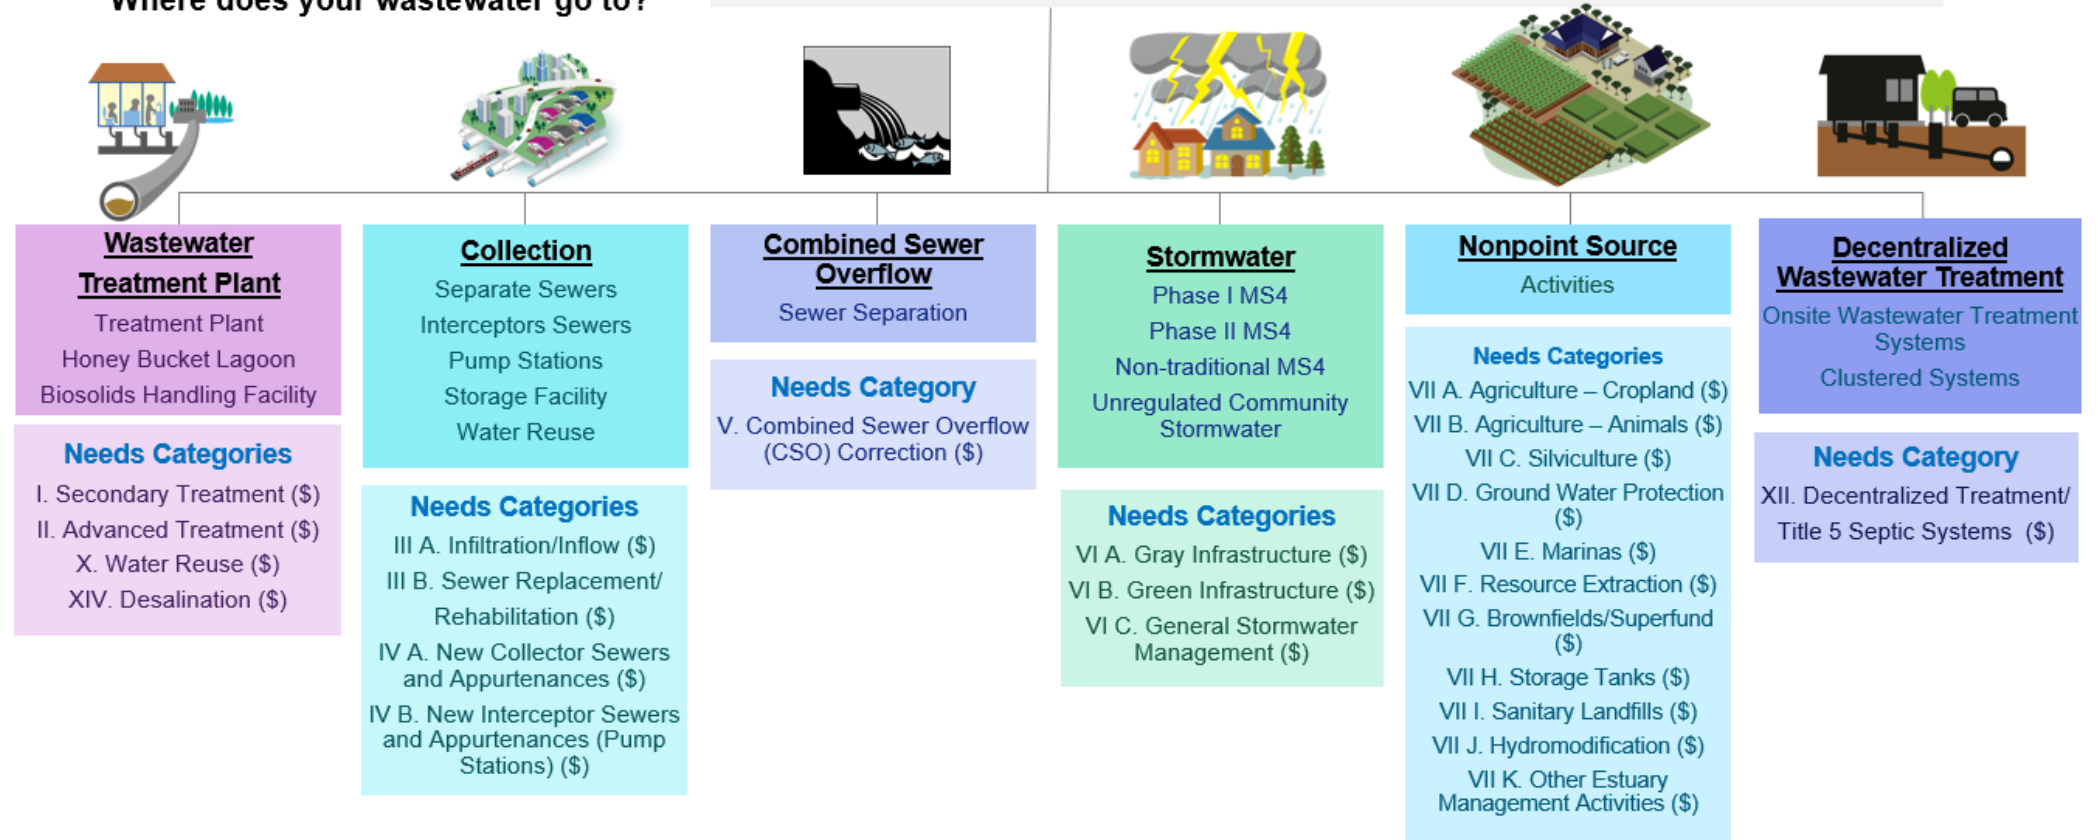 Where does your wastewater go to?
Wastewater
Treatment Plant
Treatment Plant
Honey Bucket Lagoon
Biosolids Handling Facility
Needs Categories
I. Secondary Treatment ($)
II. Advanced Treatment ($)
X. Water Reuse ($)
XIV. Desalination ($)
Collection
Separate Sewers
Interceptors Sewers
Pump Stations
Storage Facility
Water Reuse
Needs Categories
III A. Infiltration/Inflow ($)
III B. Sewer Replacement/
Rehabilitation ($)
IV A. New Collector Sewers
and Appurtenances ($)
IV B. New Interceptor Sewers
and Appurtenances (Pump
Stations) ($)
Combined Sewer
Overflow
Sewer Separation
Needs Category
V. Combined Sewer Overflow
(CSO) Correction ($)
Stormwater
Phase I MS4
Phase II MS4
Non-traditional MS4
Unregulated Community
Stormwater
Needs Categories
VI A. Gray Infrastructure ($)
VI B. Green Infrastructure ($)
VI C. General Stormwater
Management ($)
Nonpoint Source
Activities
Needs Categories
VII A. Agriculture – Cropland ($)
VII B. Agriculture – Animals ($)
VII C. Silviculture ($)
VII D. Ground Water Protection
($)
VII E. Marinas ($)
VII F. Resource Extraction ($)
VII G. Brownfields/Superfund
($)
VII H. Storage Tanks ($)
VII I. Sanitary Landfills ($)
VII J. Hydromodification ($)
VII K. Other Estuary
Management Activities ($)
Decentralized
Wastewater Treatment
Onsite Wastewater Treatment
Systems
Clustered Systems
Needs Category
XII. Decentralized Treatment/
Title 5 Septic Systems  ($)